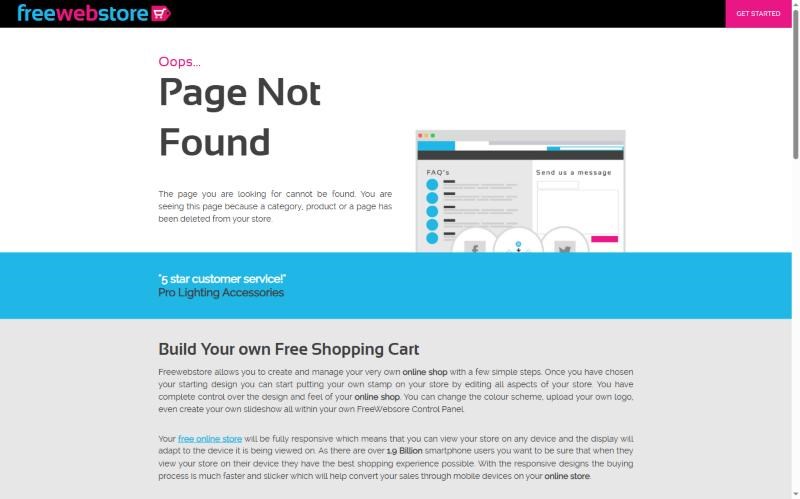 freewebstore
GET STARTED
Oops...
Page Not
Found
The page you are looking for cannot be found. You are
seeing this page because a category, product or a page has
been deleted from your store.
FAQ's
Send us a message
"5 star customer service!"
Pro Lighting Accessories
Build Your own Free Shopping Cart
Freewebstore allows you to create and manage your very own online shop with a few simple steps. Once you have chosen
your starting design you can start putting your own stamp on your store by editing all aspects of your store. You have
complete control over the design and feel of your online shop. You can change the colour scheme, upload your own logo,
even create your own slideshow all within your own FreeWebsore Control Panel.
Your free online store will be fully responsive which means that you can view your store on any device and the display will
adapt to the device it is being viewed on. As there are over 1.9 Billion smartphone users you want to be sure that when they
view your store on their device they have the best shopping experience possible. With the responsive designs the buying
process is much faster and slicker which will help convert your sales through mobile devices on your online store.